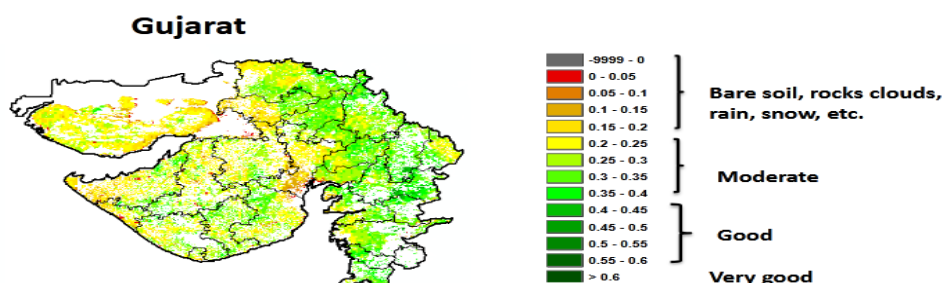 Gujarat
-9999 - 0
0 - 0.05
0.05 - 0.1
0.1 - 0.15
0.15 - 0.2
0.2 - 0.25
0.25 - 0.3
0.3 - 0.35
0.35 - 0.4
0.4 - 0.45
0.45 - 0.5
0.5 - 0.55
0.55 - 0.6
> 0.6
Bare soil, rocks clouds,
rain, snow, etc.
Moderate
Good
Very good